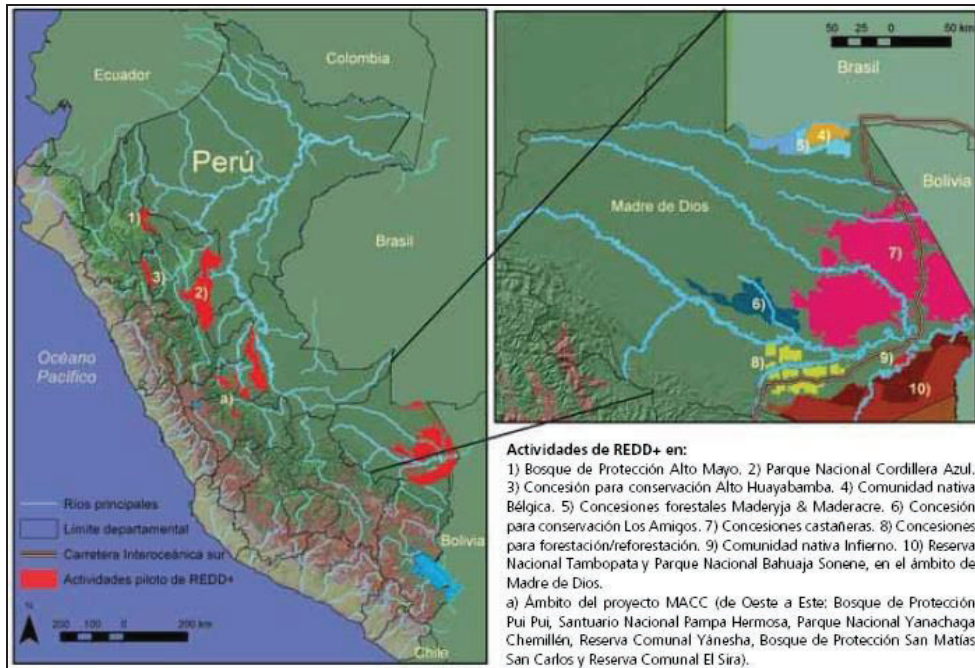 Colombia
Ecuador
Perú
Brasil
1)
3)
2)
a)
Océano
Pacífico
Bolivia
Chile
Ríos principales
Límite departamental
Carretera Interoceánica sur
Actividades piloto de REDD+
N
200 100 0 200 km
50 25 0 50 km
Brasil
4)
5)
Bolivia
Madre de Dios
7)
6)
8)
9)
10)
Actividades de REDD+ en:
1) Bosque de Protección Alto Mayo. 2) Parque Nacional Cordillera Azul.
3) Concesión para conservación Alto Huayabamba. 4) Comunidad nativa
Bélgica. 5) Concesiones forestales Maderyja & Maderacre. 6) Concesión
para conservación Los Amigos. 7) Concesiones castañeras. 8) Concesiones
para forestación/reforestación. 9) Comunidad nativa Infierno. 10) Reserva
Nacional Tambopata y Parque Nacional Bahuaja Sonene, en el ámbito de
Madre de Dios.
a) Ámbito del proyecto MACC (de Oeste a Este: Bosque de Protección
Pui Pui, Santuario Nacional Pampa Hermosa, Parque Nacional Yanachaga
Chemillén, Reserva Comunal Yánesha, Bosque de Protección San Matías
San Carlos y Reserva Comunal El Sira).